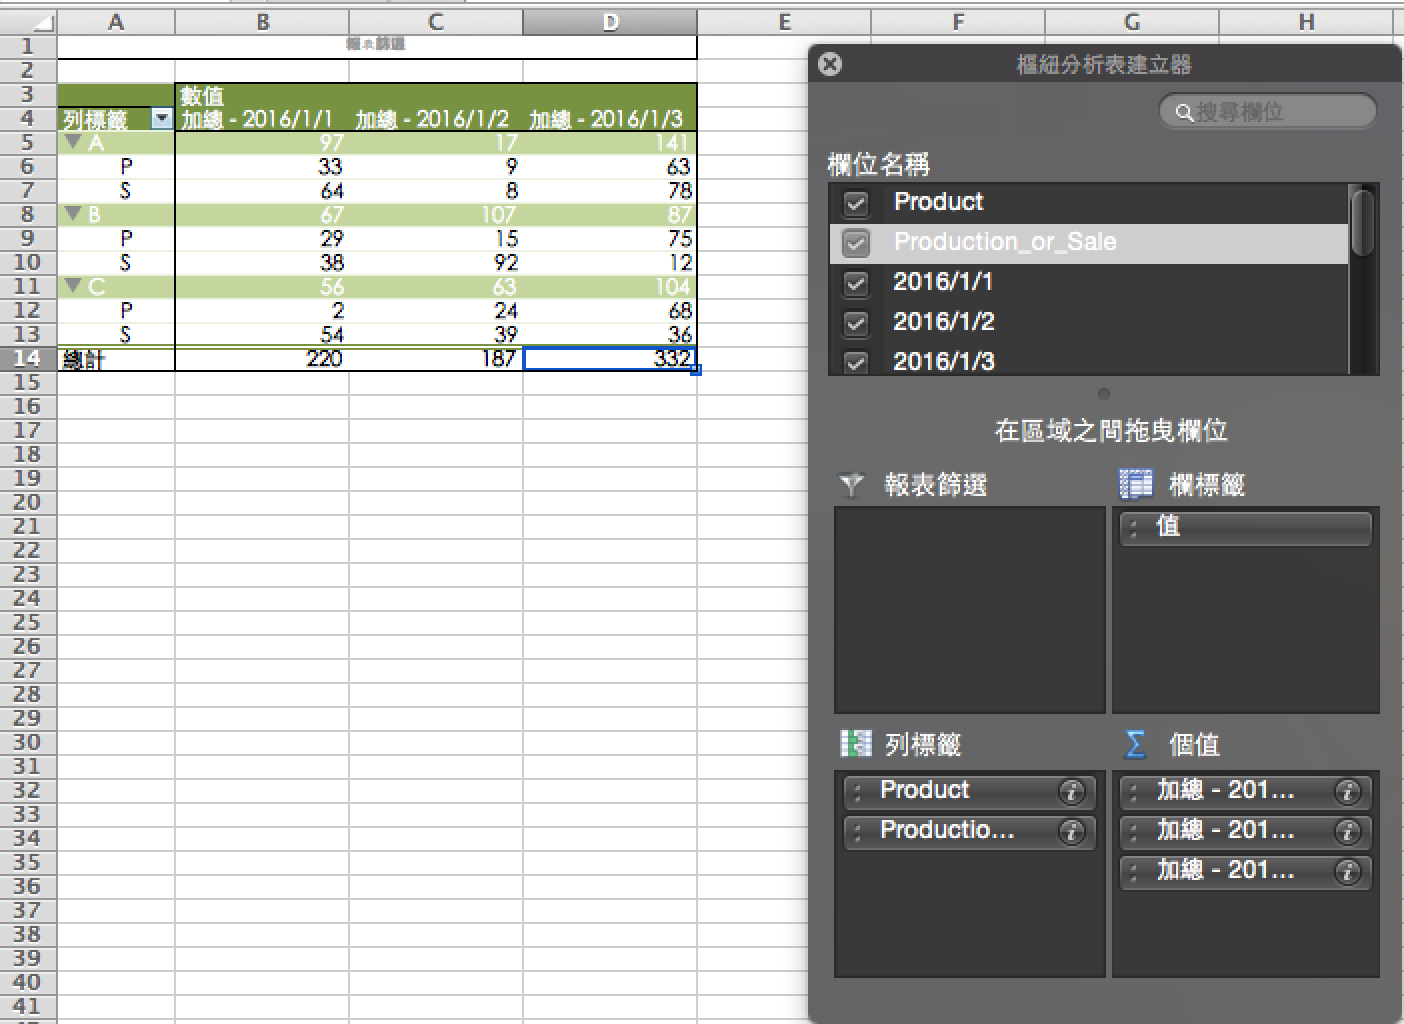 A B C D E F G H
1 報表篩選
2
3 數值
4 列標籤 加總 - 2016/1/1 加總 - 2016/1/2 加總 - 2016/1/3
5 A 97 17 141
6 P 33 9 63
7 S 64 8 78
8 B 67 107 87
9 P 29 15 75
10 S 38 92 12
11 C 56 63 104
12 P 2 24 68
13 S 54 39 36
14 總計 220 187 332
15
16
17
18
19
20
21
22
23
24
25
26
27
28
29
30
31
32
33
34
35
36
37
38
39
40
41
樞紐分析表建立器
搜尋欄位
欄位名稱
Product
Production_or_Sale
2016/1/1
2016/1/2
2016/1/3
在區域之間拖曳欄位
報表篩選
欄標籤
值
列標籤
個值
Product
Productio...
加總 - 201...
加總 - 201...
加總 - 201...